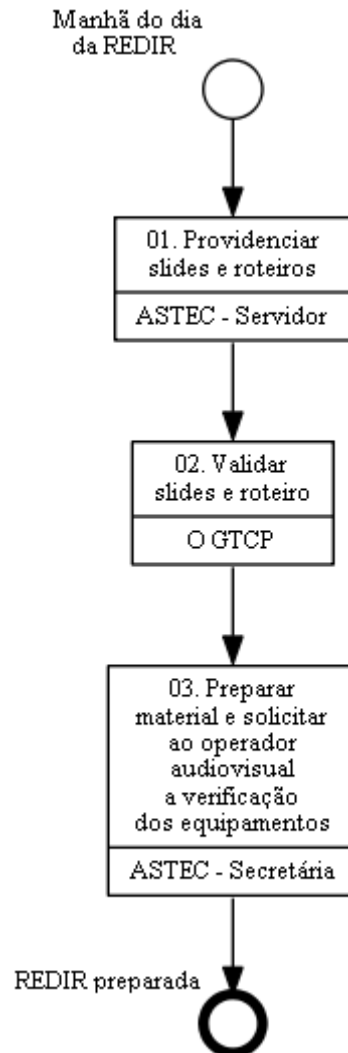 Manhã do dia
da REDIR
01. Providenciar
slides e roteiros
ASTEC - Servidor
02. Validar
slides e roteiro
O GTCP
03. Preparar
material e solicitar
ao operador
audiovisual
a verificação
dos equipamentos
ASTEC - Secretária
REDIR preparada